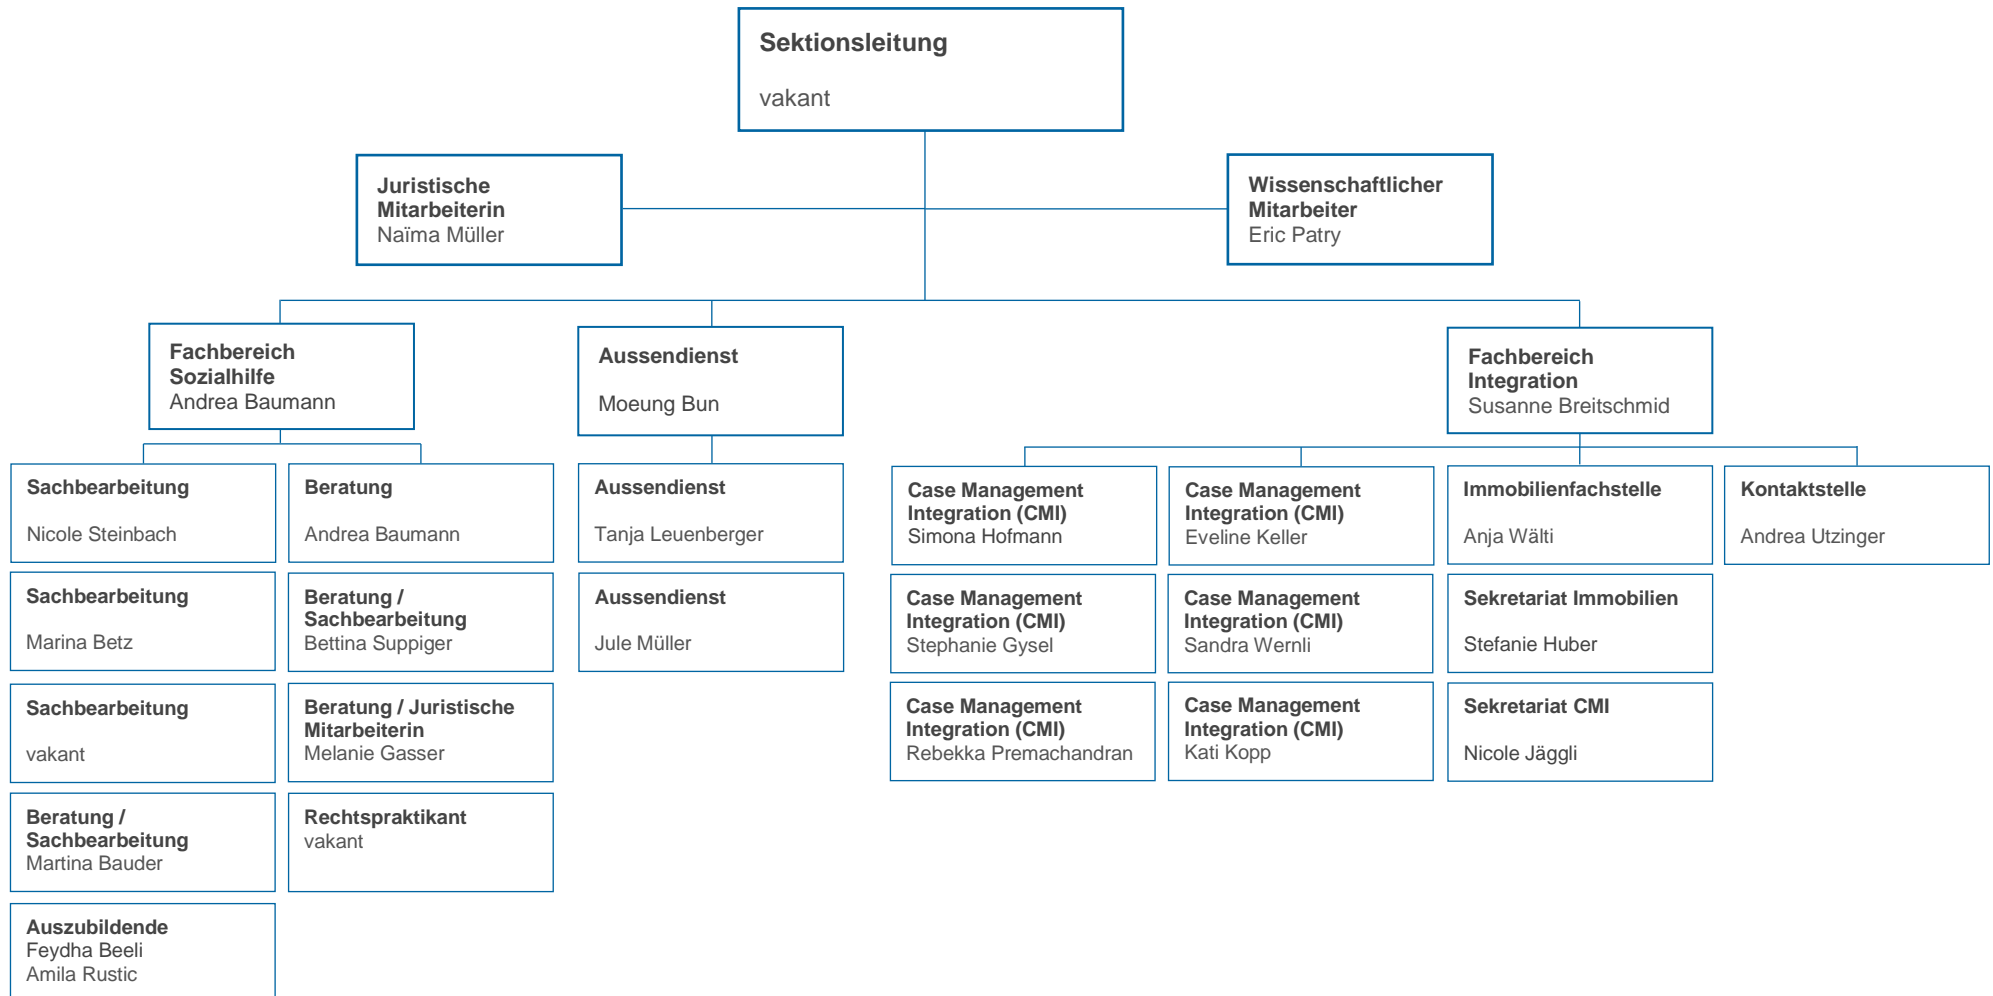 Sektionsleitung
vakant
Juristische
Mitarbeiterin
Naïma Müller
Wissenschaftlicher
Mitarbeiter
Eric Patry
Fachbereich
Sozialhilfe
Andrea Baumann
Aussendienst
Moeung Bun
Fachbereich
Integration
Susanne Breitschmid
Sachbearbeitung
Nicole Steinbach
Beratung
Andrea Baumann
Aussendienst
Tanja Leuenberger
Case Management
Integration (CMI)
Simona Hofmann
Case Management
Integration (CMI)
Eveline Keller
Immobilienfachstelle
Anja Wälti
Kontaktstelle
Andrea Utzinger
Sachbearbeitung
Marina Betz
Beratung /
Sachbearbeitung
Bettina Suppiger
Aussendienst
Jule Müller
Case Management
Integration (CMI)
Stephanie Gysel
Case Management
Integration (CMI)
Sandra Wernli
Sekretariat Immobilien
Stefanie Huber
Sachbearbeitung
vakant
Beratung / Juristische
Mitarbeiterin
Melanie Gasser
Case Management
Integration (CMI)
Rebekka Premachandran
Case Management
Integration (CMI)
Kati Kopp
Sekretariat CMI
Nicole Jäggli
Beratung /
Sachbearbeitung
Martina Bauder
Rechtspraktikant
vakant
Auszubildende
Feydha Beeli
Amila Rustic